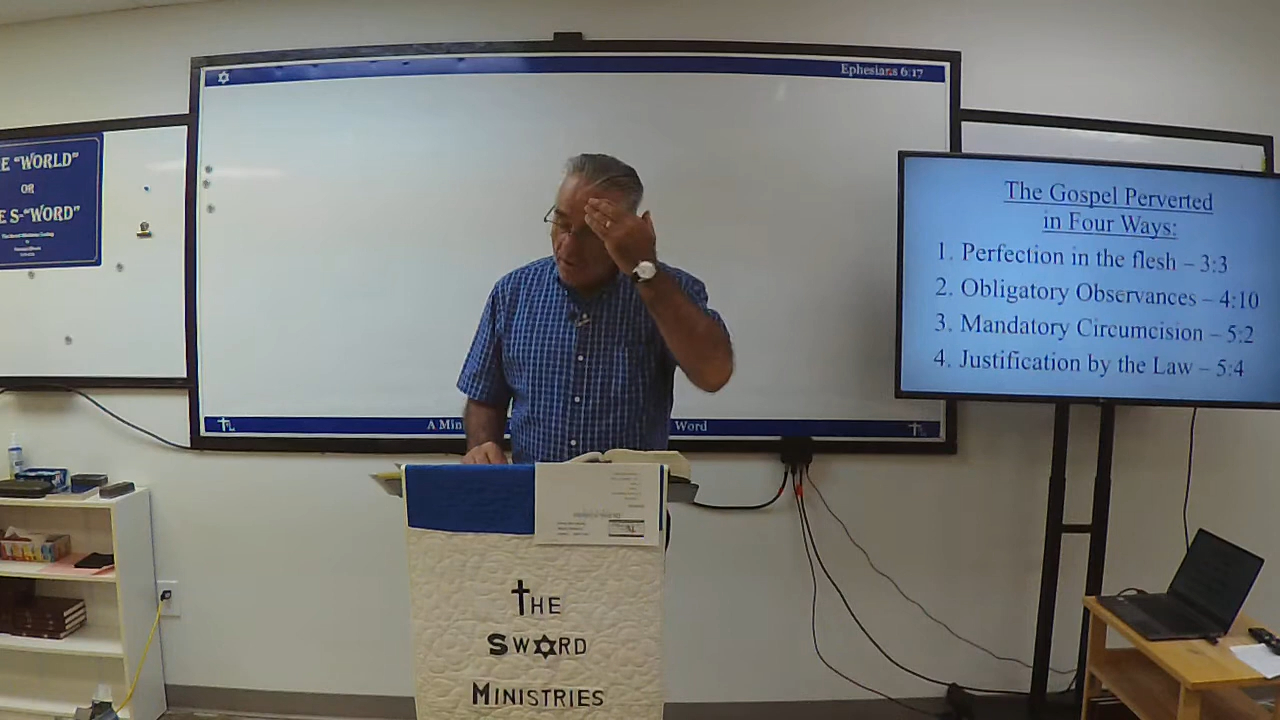 E "WORLD"
OR
E S-"WORD"
Ephesians 6:17
The Gospel Perverted
in Four Ways:
1. Perfection in the flesh – 3:3
2. Obligatory Observances – 4:10
3. Mandatory Circumcision – 5:2
4. Justification by the Law – 5:4
A Min
Word
THE
SWORD
MINISTRIES